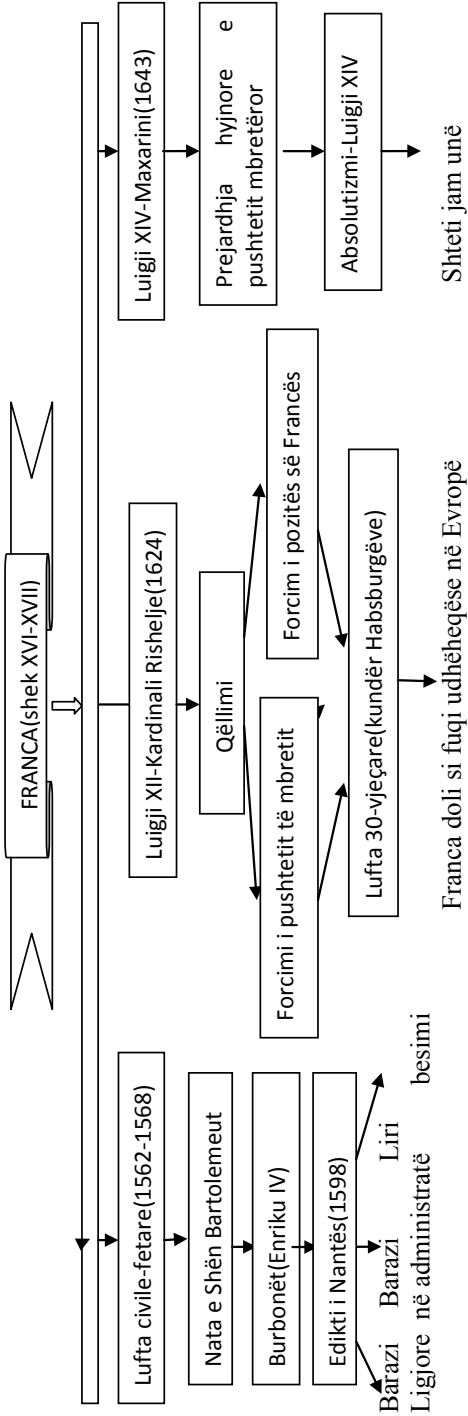 FRANCA(shek XVI-XVII)
Lufta civile-fetare(1562-1568)
Nata e Shën Bartolemeut
Burbonët(Enriku IV)
Edikti i Nantës(1598)
Barazi Barazi Liri
Ligjore në administratë besimi
Luigji XII-Kardinali Rishelje(1624)
Qëllimi
Forcimi i pushtetit të mbretit
Forcim i pozitës së Francës
Lufta 30-vjeçare(kundër Habsburgëve)
Franca doli si fuqi udhëheqëse në Evropë
Luigji XIV-Maxarini(1643)
Prejardhja hyjnore e
pushtetit mbretëror
Absolutizmi-Luigji XIV
Shteti jam unë